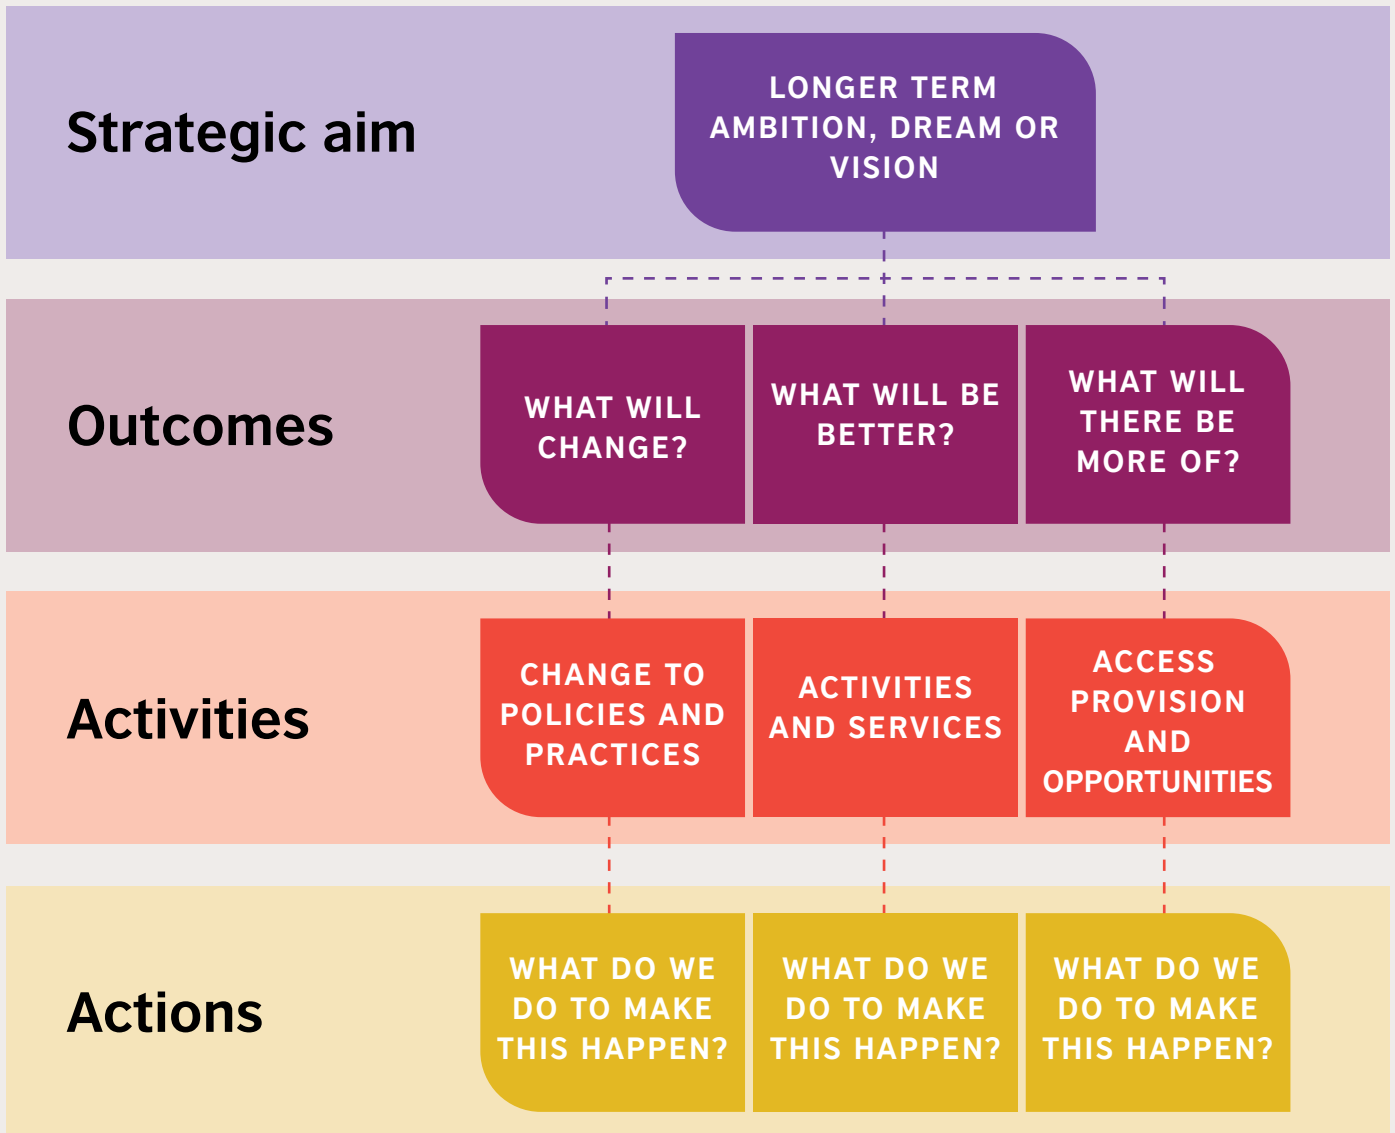 Strategic aim
LONGER TERM
AMBITION, DREAM OR
VISION
Outcomes
WHAT WILL
CHANGE?
WHAT WILL BE
BETTER?
WHAT WILL
THERE BE
MORE OF?
Activities
CHANGE TO
POLICIES AND
PRACTICES
ACTIVITIES
AND SERVICES
ACCESS
PROVISION
AND
OPPORTUNITIES
Actions
WHAT DO WE
DO TO MAKE
THIS HAPPEN?
WHAT DO WE
DO TO MAKE
THIS HAPPEN?
WHAT DO WE
DO TO MAKE
THIS HAPPEN?